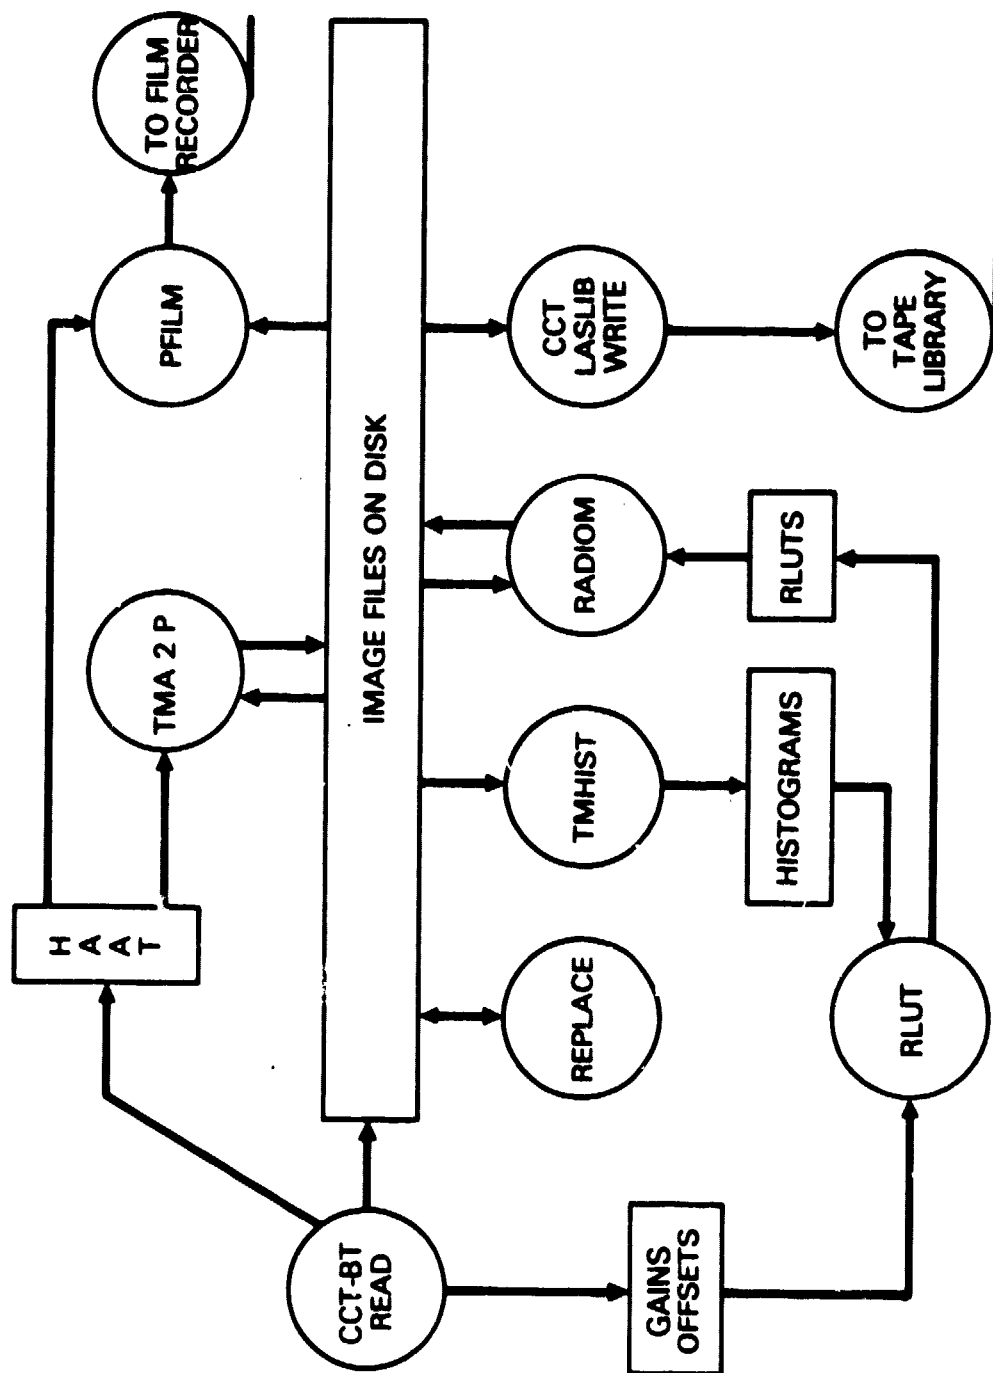 TO FILM
RECORDER
PFILM
TMA 2 P
H
A
A
T
IMAGE FILES ON DISK
CCT-BT
READ
REPLACE
TMHIST
RADIOM
CCT
LASLIB
WRITE
GAINS
OFFSETS
HISTOGRAMS
RLUTS
RLUT
TO
TAPE
LIBRARY